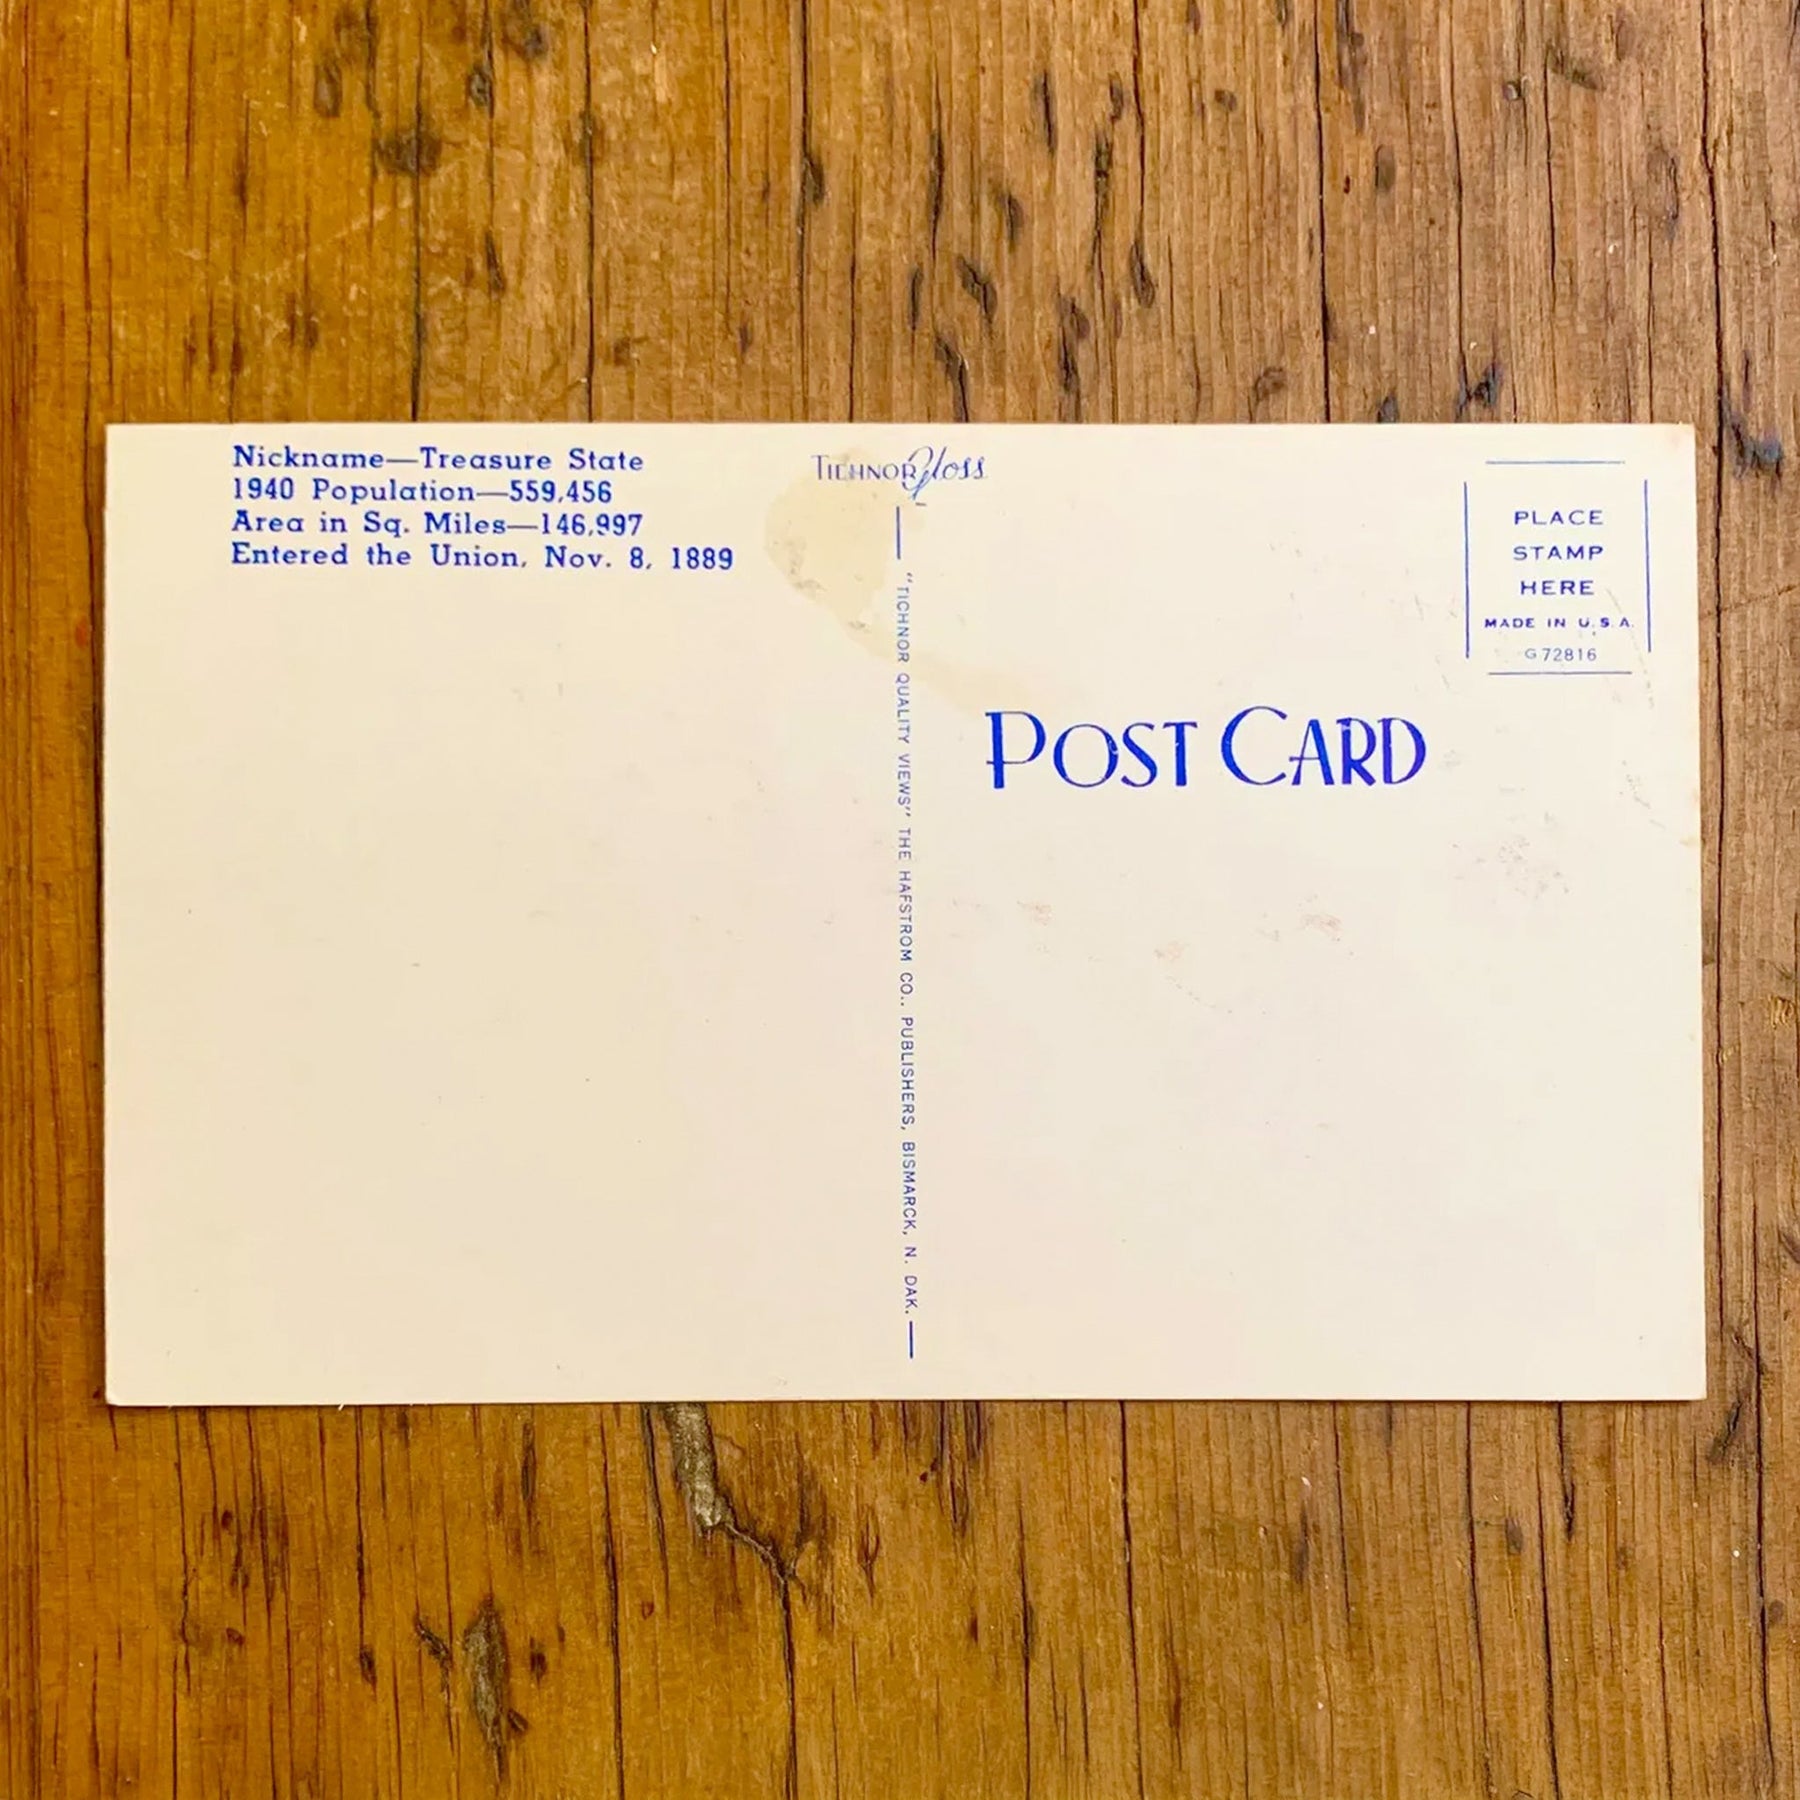 Nickname—Treasure State
1940 Population—559,456
Area in Sq. Miles—146,997
Entered the Union, Nov. 8, 1889
TICHNOR Gloss
"TICHNOR QUALITY VIEWS" THE HAFSTROM CO., PUBLISHERS, BISMARCK, N. DAK.
PLACE
STAMP
HERE
MADE IN U.S.A.
G72816
POST CARD